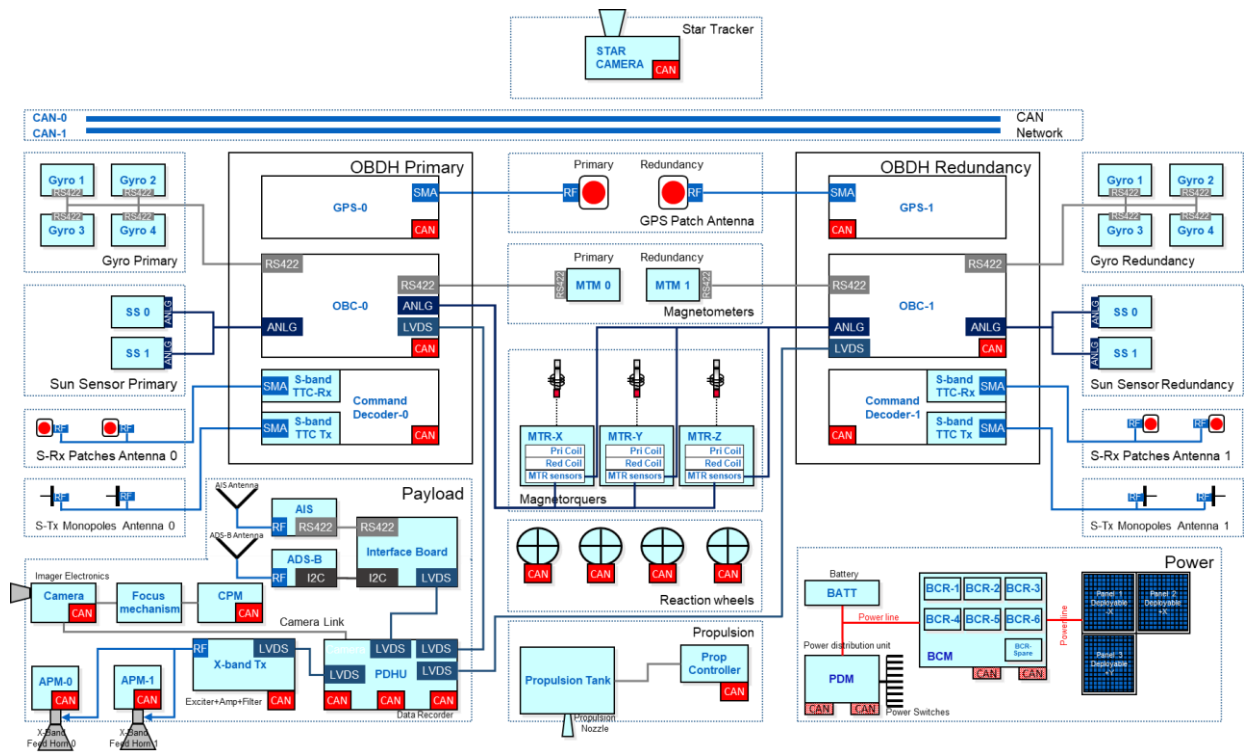 Star Tracker
STAR
CAMERA
CAN
CAN-0
CAN-1
CAN
Network
Gyro 1
RS422
Gyro 2
RS422
RS422
Gyro 3
RS422
Gyro 4
Gyro Primary
OBDH Primary
GPS-0
SMA
CAN
RS422
OBC-0
RS422
ANLG
LVDS
CAN
ANLG
SMA
S-band
TTC-Rx
SMA
S-band
TTC Tx
Command
Decoder-0
CAN
SS 0
ANLG
SS 1
ANLG
Sun Sensor Primary
RF
RF
S-Rx Patches Antenna 0
RF
RF
S-Tx Monopoles Antenna 0
Primary
Redundancy
RF
RF
GPS Patch Antenna
Primary
Redundancy
RS422
MTM 0
MTM 1
RS422
Magnetometers
MTR-X
Pri Coil
Red Coil
MTR sensors
MTR-Y
Pri Coil
Red Coil
MTR sensors
MTR-Z
Pri Coil
Red Coil
MTR sensors
Magnetorquers
CAN
CAN
CAN
CAN
Reaction wheels
Propulsion
Propulsion Tank
Prop
Controller
CAN
Propulsion
Nozzle
OBDH Redundancy
SMA
GPS-1
CAN
RS422
RS422
OBC-1
ANLG
LVDS
ANLG
CAN
S-band
TTC-Rx
SMA
S-band
TTC Tx
SMA
Command
Decoder-1
CAN
Gyro 1
RS422
Gyro 2
RS422
RS422
Gyro 3
RS422
Gyro 4
Gyro Redundancy
ANLG
SS 0
ANLG
SS 1
Sun Sensor Redundancy
RF
RF
S-Rx Patches Antenna 1
RF
RF
S-Tx Monopoles Antenna 1
Payload
AIS Antenna
AIS
RF
RS422
RS422
ADS-B Antenna
ADS-B
RF
I2C
I2C
Interface Board
LVDS
Imager Electronics
Camera
CAN
Focus
mechanism
CPM
CAN
Camera Link
RF
LVDS
X-band Tx
CAN
Exciter+Amp+Filter
Camera
LVDS
LVDS
LVDS
LVDS
PDHU
CAN
CAN
CAN
Data Recorder
APM-0
CAN
APM-1
CAN
X-Band
Feed Horn 0
X-Band
Feed Horn 1
Power
Battery
BATT
Power line
Power distribution unit
PDM
CAN
CAN
Power Switches
BCR-1
BCR-2
BCR-3
BCR-4
BCR-5
BCR-6
BCR-
Spare
BCM
CAN
CAN
Power line
Panel 1
Deployable
-X
Panel 2
Deployable
+X
Panel 3
Deployable
+Y